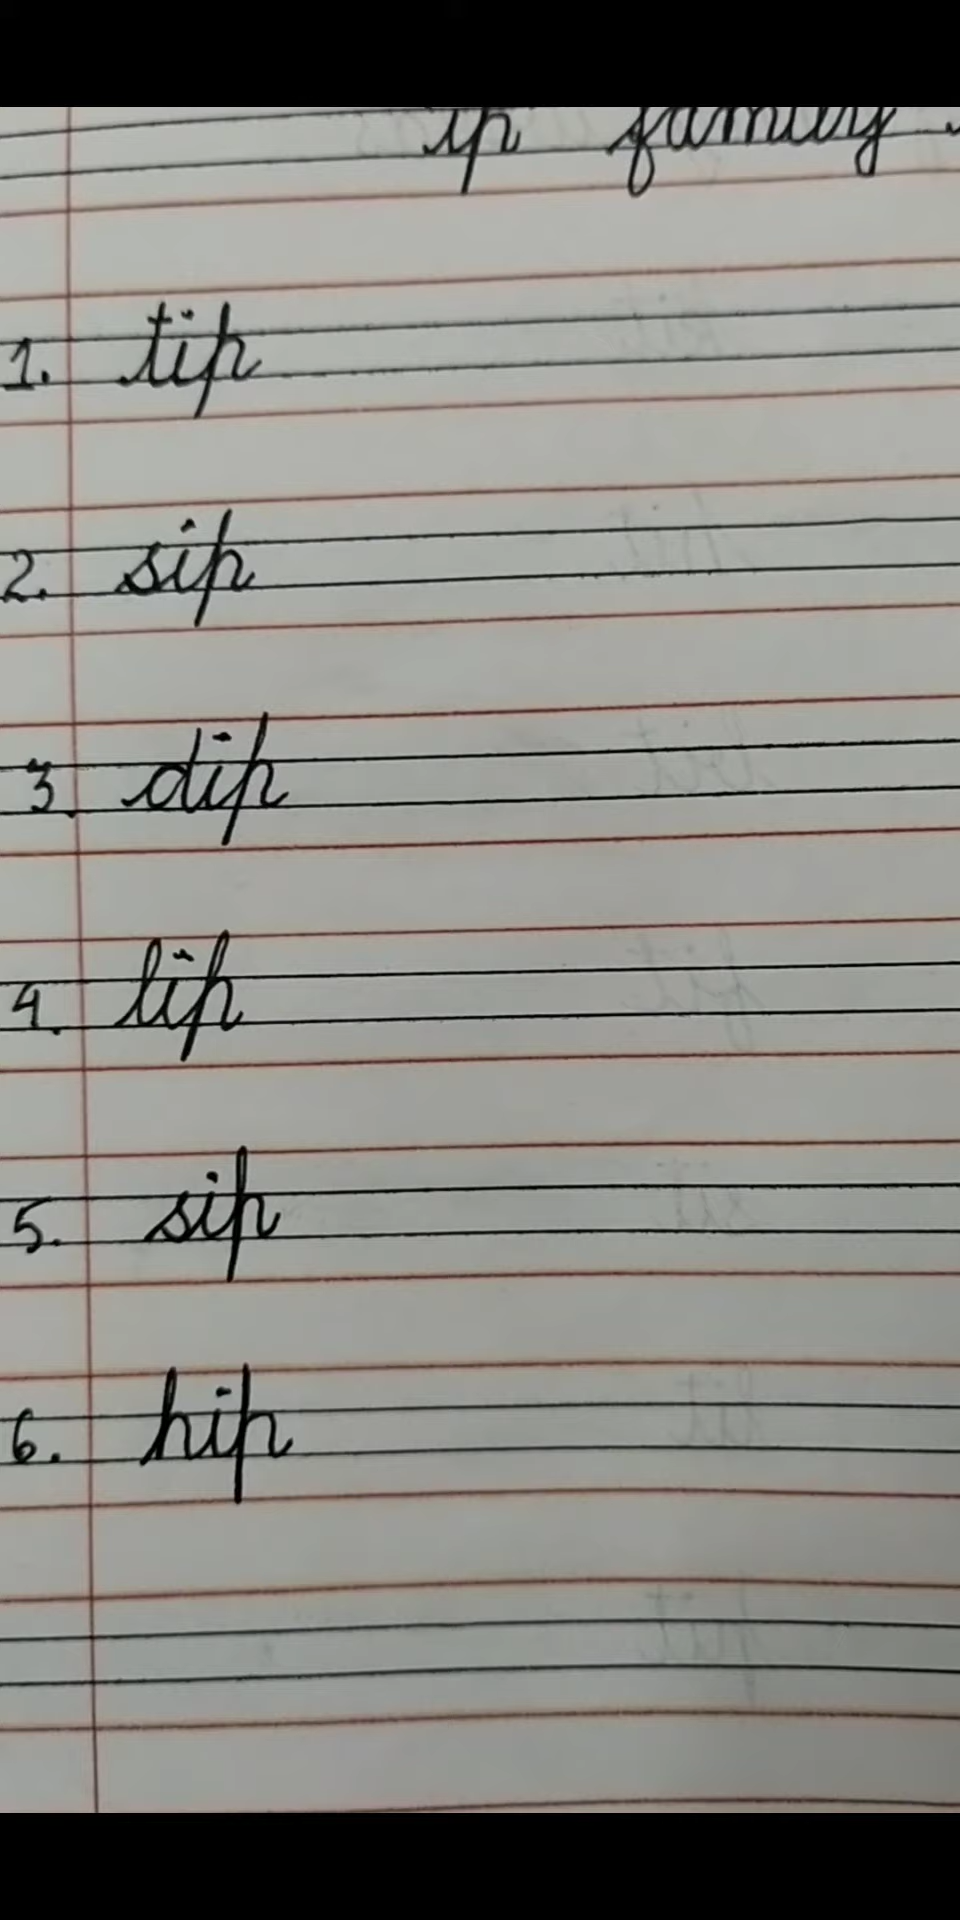 ip family
1. tip
2. sip
3. dip
4. lip
5. sip
6. hip